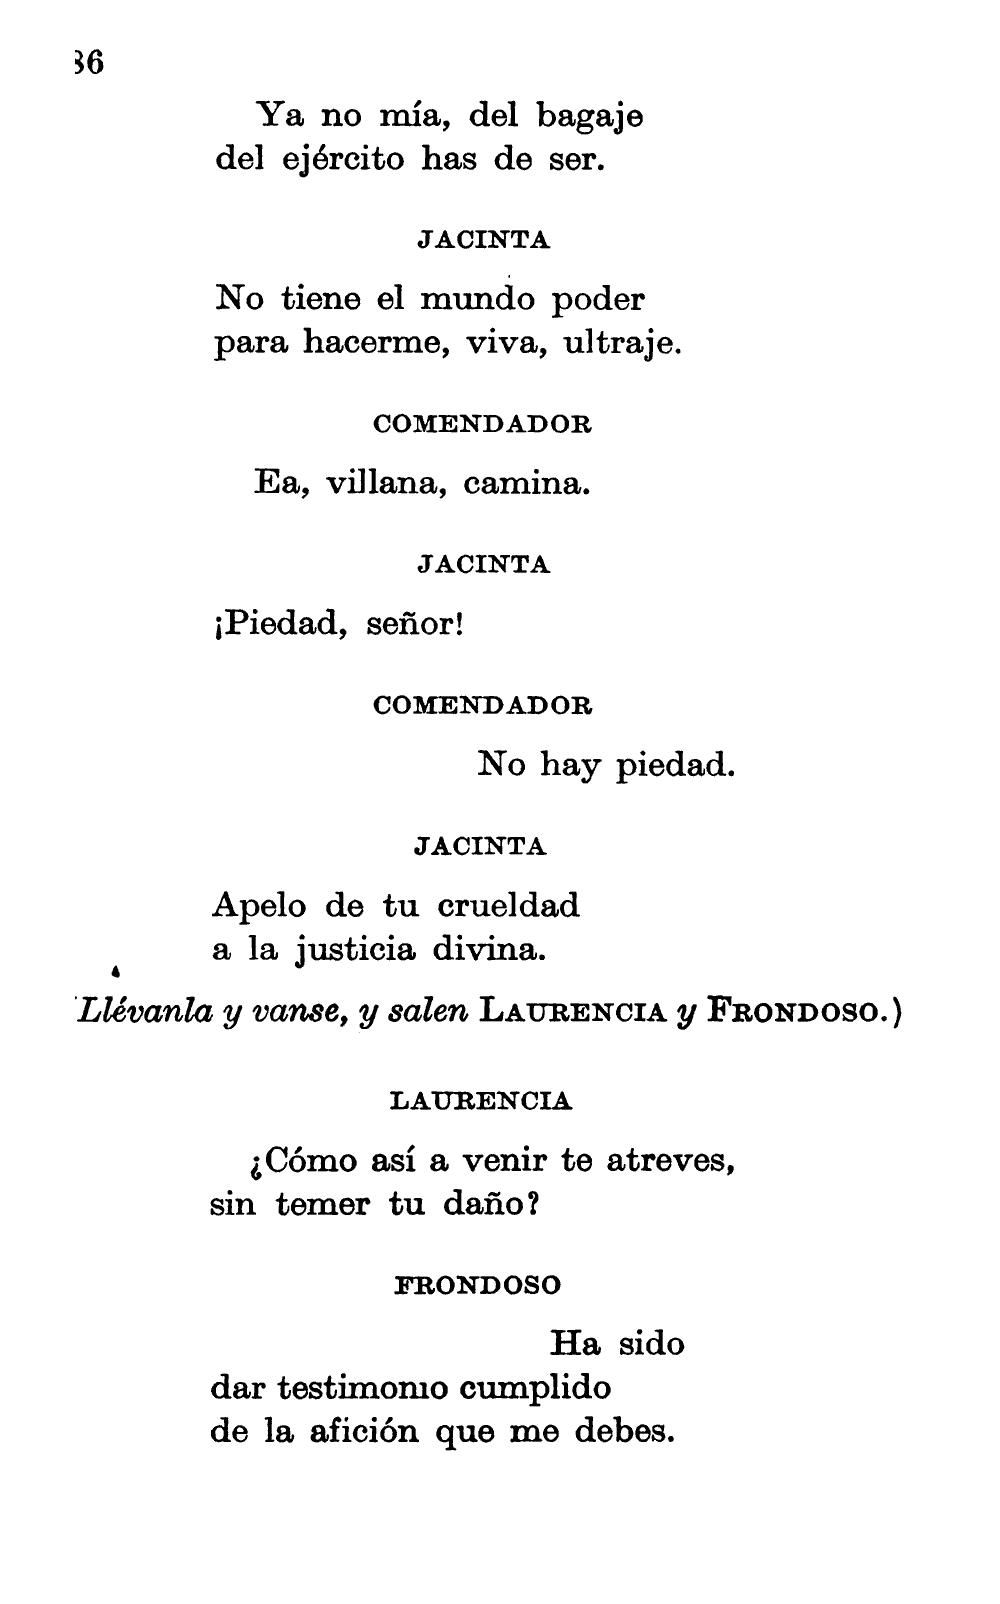 36
Ya no mía, del bagaje
del ejército has de ser.
JACINTA
No tiene el mundo poder
para hacerme, viva, ultraje.
COMENDADOR
Ea, villana, camina.
JACINTA
¡Piedad, señor!
COMENDADOR
No hay piedad.
JACINTA
Apelo de tu crueldad
a la justicia divina.
Llévanla y vanse, y salen LAURENCIA y FRONDOSO.)
LAURENCIA
¿Cómo así a venir te atreves,
sin temer tu daño?
FRONDOSO
Ha sido
dar testimonio cumplido
de la afición que me debes.